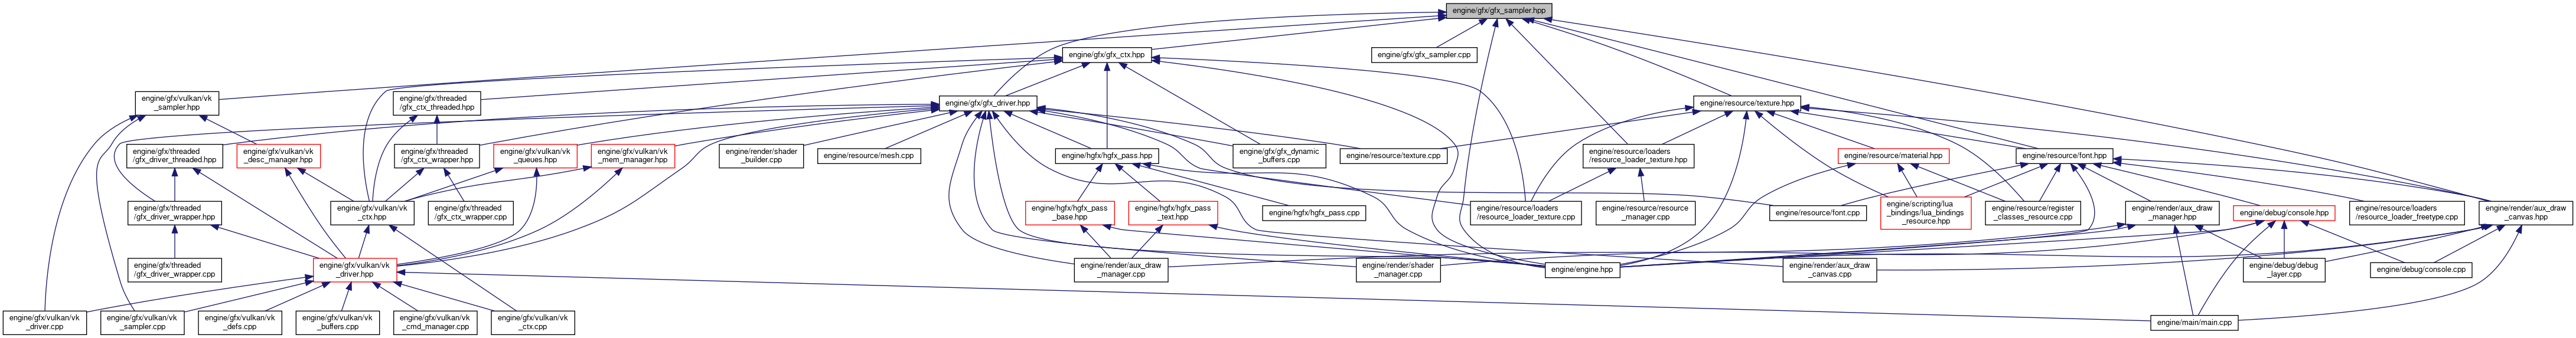 engine/gfx/gfx_sampler.hpp
engine/gfx/gfx_ctx.hpp
engine/gfx/gfx_sampler.cpp
engine/gfx/vulkan/vk
_sampler.hpp
engine/gfx/threaded
/gfx_ctx_threaded.hpp
engine/gfx/gfx_driver.hpp
engine/resource/texture.hpp
engine/gfx/threaded
/gfx_driver_threaded.hpp
engine/gfx/vulkan/vk
_desc_manager.hpp
engine/gfx/threaded
/gfx_ctx_wrapper.hpp
engine/gfx/vulkan/vk
_queues.hpp
engine/gfx/vulkan/vk
_mem_manager.hpp
engine/render/shader
_builder.cpp
engine/resource/mesh.cpp
engine/hgfx/hgfx_pass.hpp
engine/gfx/gfx_dynamic
_buffers.cpp
engine/resource/texture.cpp
engine/resource/loaders
/resource_loader_texture.hpp
engine/resource/material.hpp
engine/resource/font.hpp
engine/gfx/threaded
/gfx_driver_wrapper.hpp
engine/gfx/vulkan/vk
_ctx.hpp
engine/gfx/threaded
/gfx_ctx_wrapper.cpp
engine/hgfx/hgfx_pass
_base.hpp
engine/hgfx/hgfx_pass
_text.hpp
engine/hgfx/hgfx_pass.cpp
engine/resource/loaders
/resource_loader_texture.cpp
engine/resource/resource
_manager.cpp
engine/resource/font.cpp
engine/scripting/lua
_bindings/lua_bindings
_resource.hpp
engine/resource/register
_classes_resource.cpp
engine/render/aux_draw
_manager.hpp
engine/debug/console.hpp
engine/resource/loaders
/resource_loader_freetype.cpp
engine/render/aux_draw
_canvas.hpp
engine/gfx/threaded
/gfx_driver_wrapper.cpp
engine/gfx/vulkan/vk
_driver.hpp
engine/render/aux_draw
_manager.cpp
engine/render/shader
_manager.cpp
engine/engine.hpp
engine/render/aux_draw
_canvas.cpp
engine/debug/debug
_layer.cpp
engine/debug/console.cpp
engine/gfx/vulkan/vk
_driver.cpp
engine/gfx/vulkan/vk
_sampler.cpp
engine/gfx/vulkan/vk
_defs.cpp
engine/gfx/vulkan/vk
_buffers.cpp
engine/gfx/vulkan/vk
_cmd_manager.cpp
engine/gfx/vulkan/vk
_ctx.cpp
engine/main/main.cpp